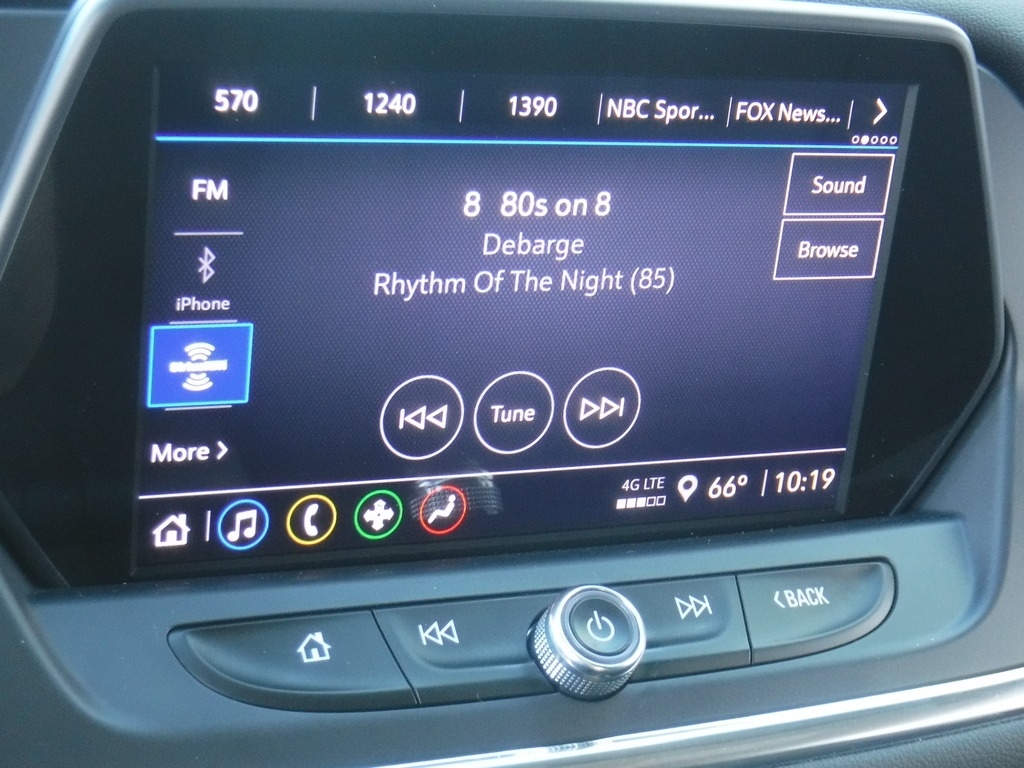 570 | 1240 | 1390 | NBC Spor... | FOX News... | >
FM
8 80s on 8
Sound
Debarge
Browse
Rhythm Of The Night (85)
iPhone
Tune
More >
4G LTE
66° | 10:19
<BACK